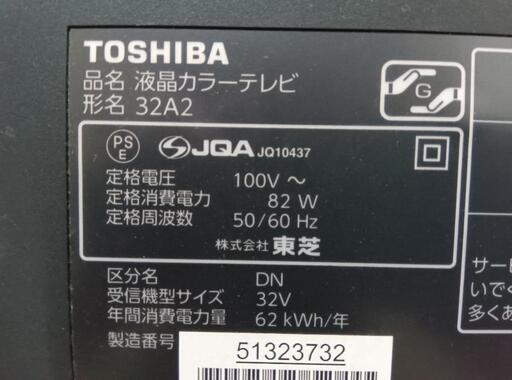 TOSHIBA
品名 液晶カラーテレビ
形名 32A2
G
PS
E
JQA JQ10437
定格電圧 100V ～
定格消費電力 82 W
定格周波数 50/60 Hz
株式会社 東芝
区分名 DN
受信機型サイズ 32V
年間消費電力量 62 kWh/年
製造番号 51323732
サービ
いでく
多くあ